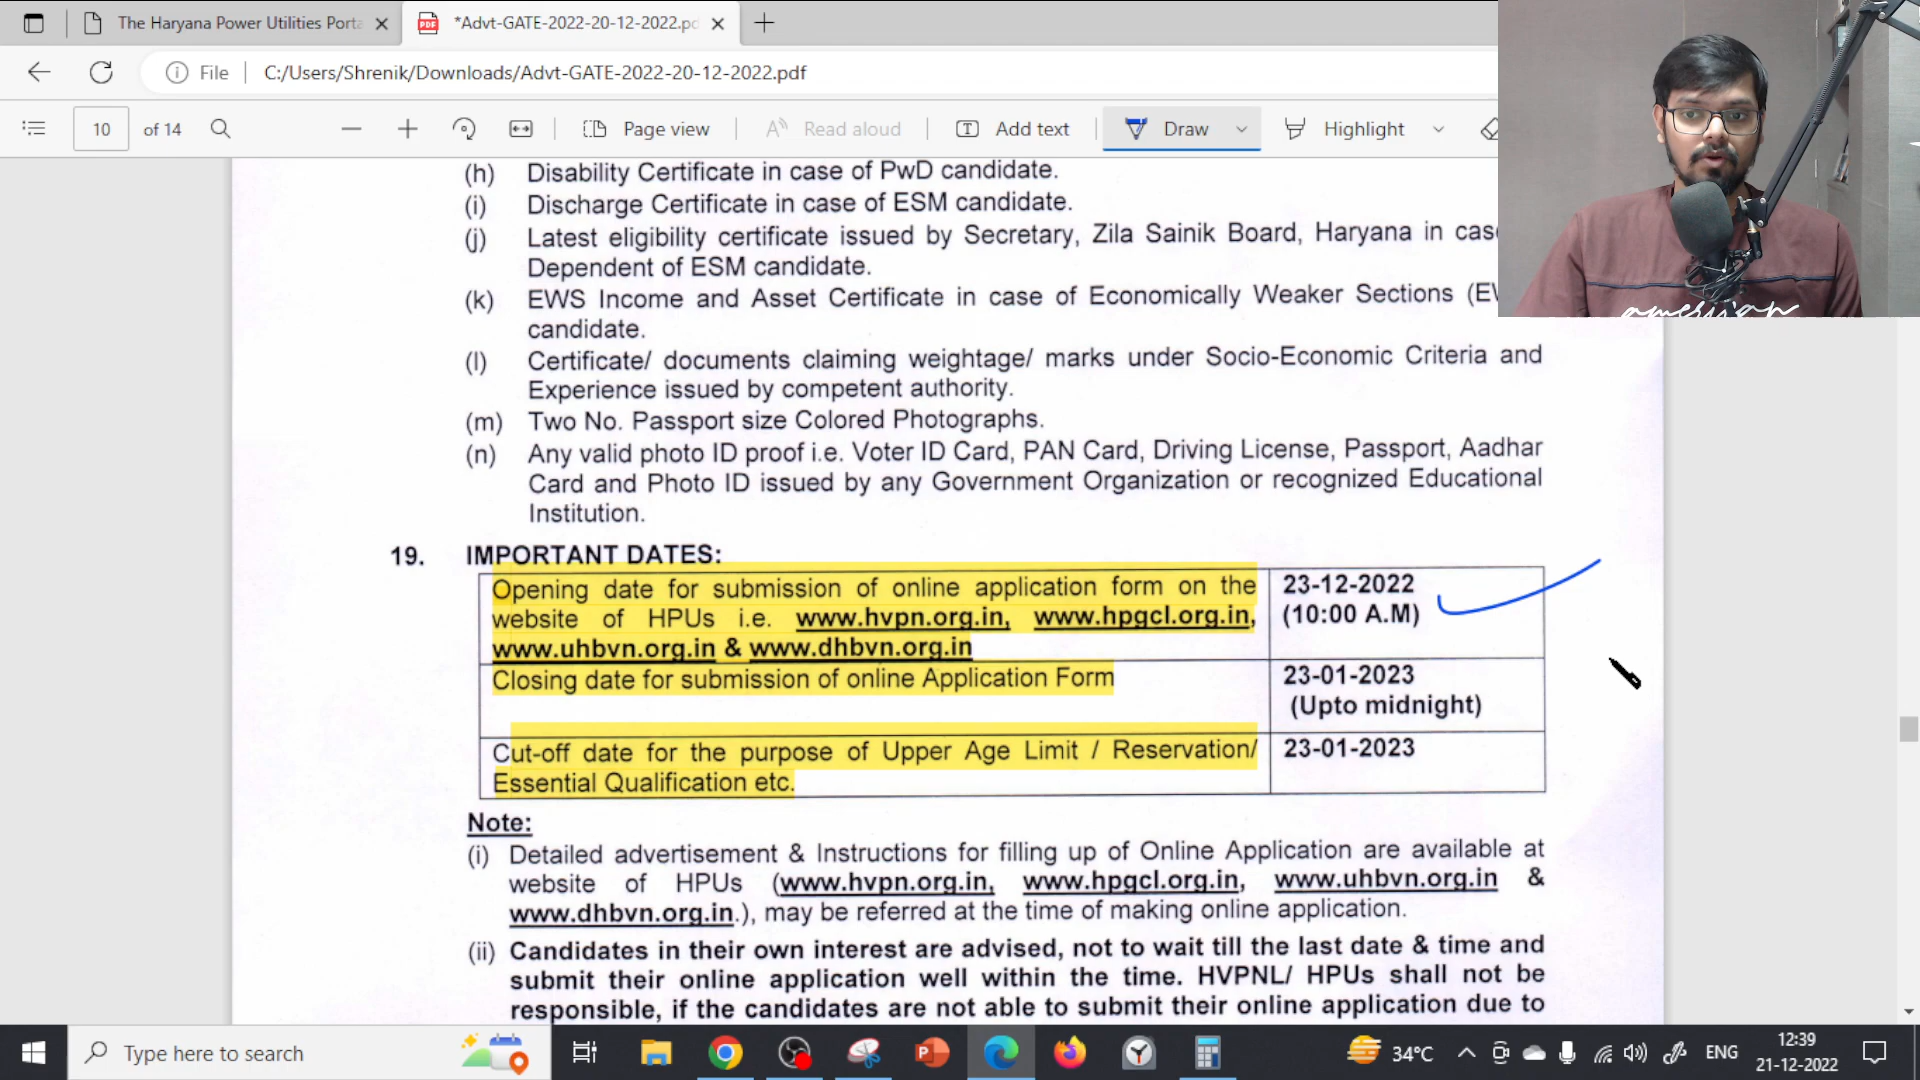 The Haryana Power Utilities Porta
*Advt-GATE-2022-20-12-2022.pd
File
C:/Users/Shrenik/Downloads/Advt-GATE-2022-20-12-2022.pdf
10
of 14
Page view
Read aloud
Add text
Draw
Highlight
(h) Disability Certificate in case of PwD candidate.
(i) Discharge Certificate in case of ESM candidate.
(j) Latest eligibility certificate issued by Secretary, Zila Sainik Board, Haryana in cas
Dependent of ESM candidate.
(k) EWS Income and Asset Certificate in case of Economically Weaker Sections (EW
candidate.
(l) Certificate/ documents claiming weightage/ marks under Socio-Economic Criteria and
Experience issued by competent authority.
(m) Two No. Passport size Colored Photographs.
(n) Any valid photo ID proof i.e. Voter ID Card, PAN Card, Driving License, Passport, Aadhar
Card and Photo ID issued by any Government Organization or recognized Educational
Institution.
19. IMPORTANT DATES:
Opening date for submission of online application form on the
website of HPUs i.e. www.hvpn.org.in, www.hpgcl.org.in,
www.uhbvn.org.in & www.dhbvn.org.in
23-12-2022
(10:00 A.M)
Closing date for submission of online Application Form
23-01-2023
(Upto midnight)
Cut-off date for the purpose of Upper Age Limit / Reservation/
Essential Qualification etc.
23-01-2023
Note:
(i) Detailed advertisement & Instructions for filling up of Online Application are available at
website of HPUs (www.hvpn.org.in, www.hpgcl.org.in, www.uhbvn.org.in &
www.dhbvn.org.in.), may be referred at the time of making online application.
(ii) Candidates in their own interest are advised, not to wait till the last date & time and
submit their online application well within the time. HVPNL/ HPUs shall not be
responsible, if the candidates are not able to submit their online application due to
Type here to search
34°C
ENG
12:39
21-12-2022